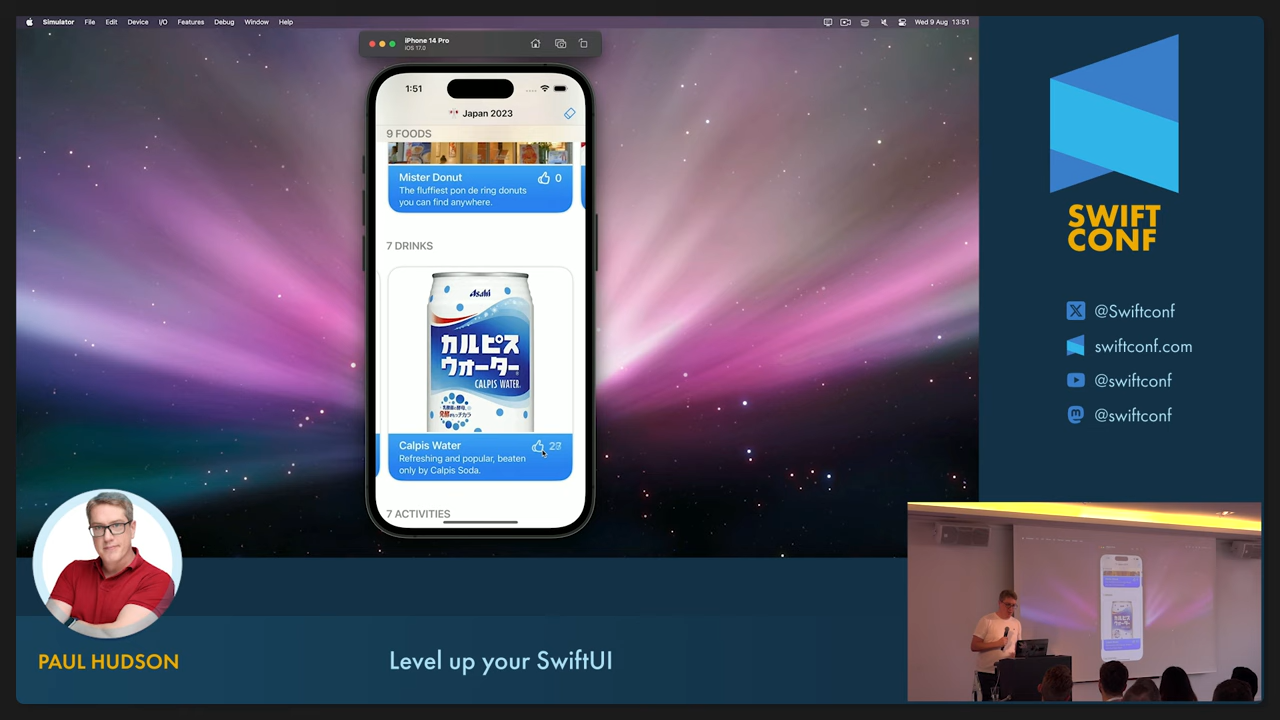 Simulator File Edit Device I/O Features Debug Window Help
Wed 9 Aug 13:51
iPhone 14 Pro
iOS 17.0
1:51
Japan 2023
9 FOODS
Mister Donut
0
The fluffiest pon de ring donuts
you can find anywhere.
7 DRINKS
Asahi
カルピス
ウォーター
CALPIS WATER.
Calpis Water
Refreshing and popular, beaten
only by Calpis Soda.
7 ACTIVITIES
SWIFT
CONF
@Swiftconf
swiftconf.com
@swiftconf
@swiftconf
PAUL HUDSON
Level up your SwiftUI